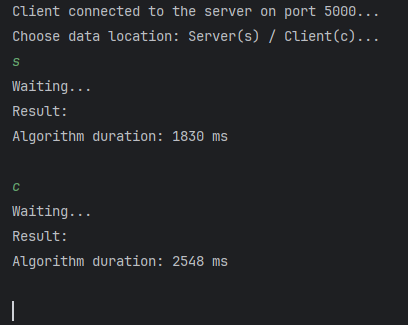 Client connected to the server on port 5000...
Choose data location: Server(s) / Client(c)...
s
Waiting...
Result:
Algorithm duration: 1830 ms
c
Waiting...
Result:
Algorithm duration: 2548 ms